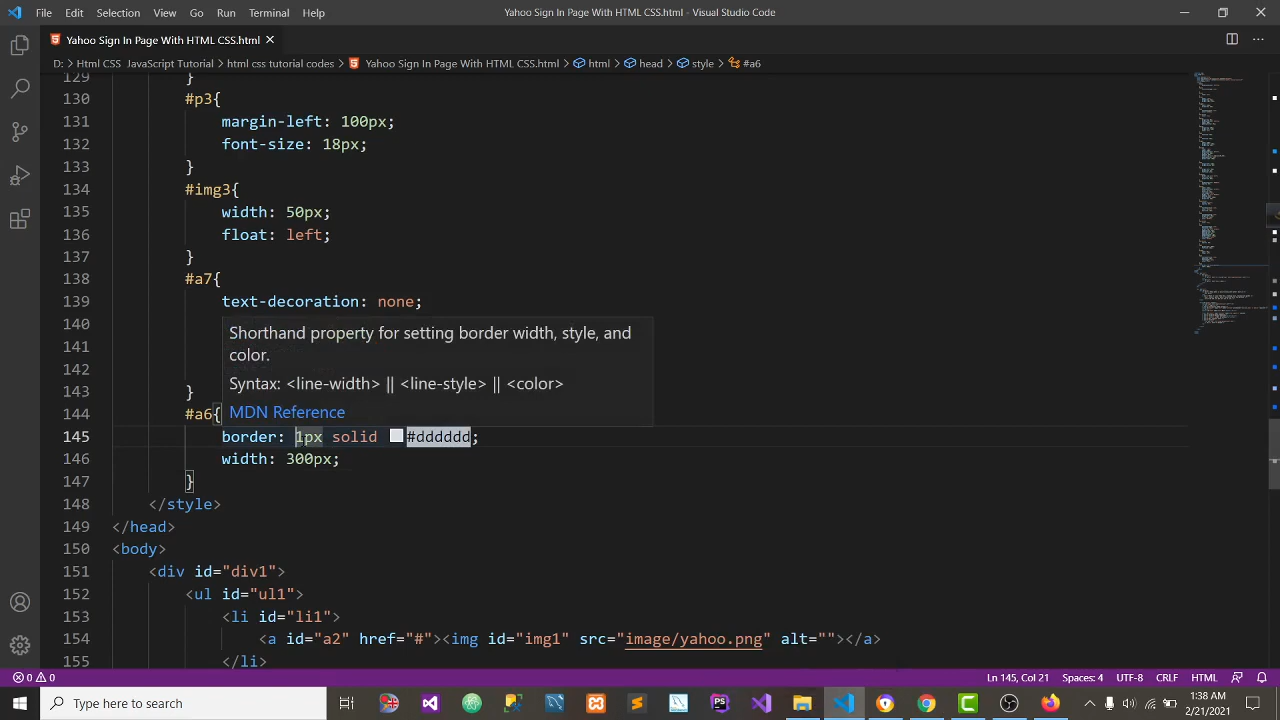 File Edit Selection View Go Run Terminal Help Yahoo Sign In Page With HTML CSS.html - Visual Studio Code
Yahoo Sign In Page With HTML CSS.html
D: > Html CSS JavaScript Tutorial > html css tutorial codes > Yahoo Sign In Page With HTML CSS.html > html > head > style > #a6
129 }
130 #p3{
131 margin-left: 100px;
132 font-size: 18px;
133 }
134 #img3{
135 width: 50px;
136 float: left;
137 }
138 #a7{
139 text-decoration: none;
140
Shorthand property for setting border width, style, and
341
color.
142
Syntax: <line-width> || <line-style> || <color>
143 }
MDN Reference
144 #a6{
145 border: 1px solid #dddddd;
146 width: 300px;
147 }
148 </style>
149 </head>
150 <body>
151 <div id="div1">
152 <ul id="ul1">
153 <li id="li1">
154 <a id="a2" href="#"><img id="img1" src="image/yahoo.png" alt=""></a>
155 </li>
0 0 Ln 145, Col 21 Spaces: 4 UTF-8 CRLF HTML
Type here to search
1:38 AM
2/21/2021